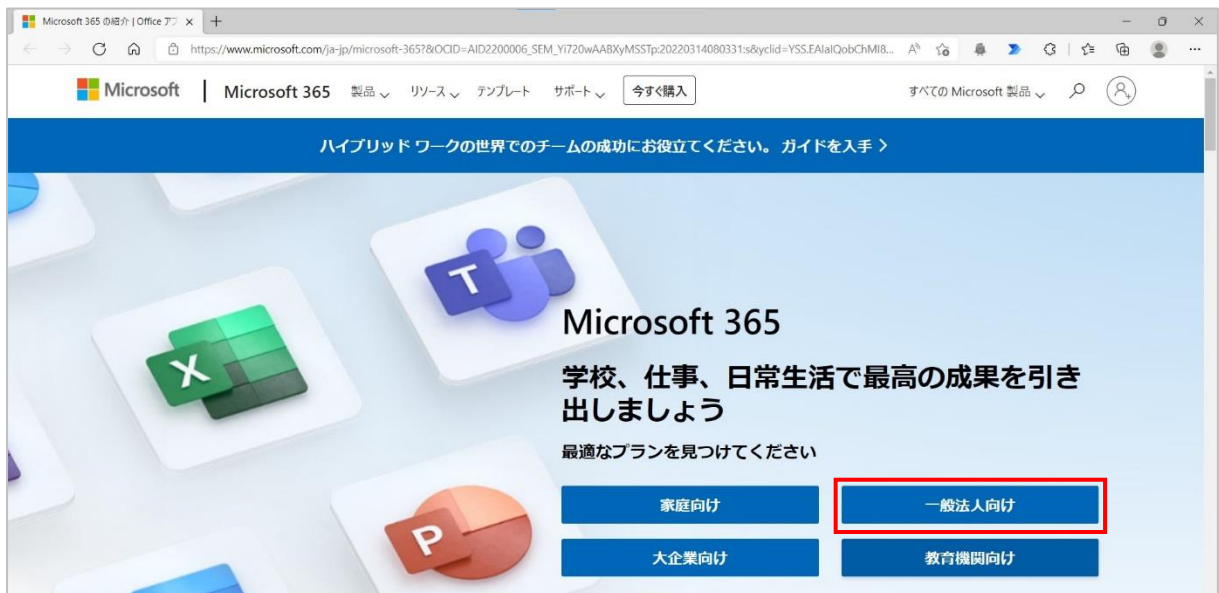 Microsoft 365 の紹介 | Office アプ
https://www.microsoft.com/ja-jp/microsoft-365?&OCID=AID2200006_SEM_Yi720wAABXyMSSTp:20220314080331:s&yclid=YSS.EAIaIQobChMI8...
Microsoft | Microsoft 365 製品 リソース テンプレート サポート 今すぐ購入 すべての Microsoft 製品
ハイブリッド ワークの世界でのチームの成功にお役立てください。 ガイドを入手 >
T
X
P
Microsoft 365
学校、仕事、日常生活で最高の成果を引き
出しましょう
最適なプランを見つけてください
家庭向け 一般法人向け
大企業向け 教育機関向け